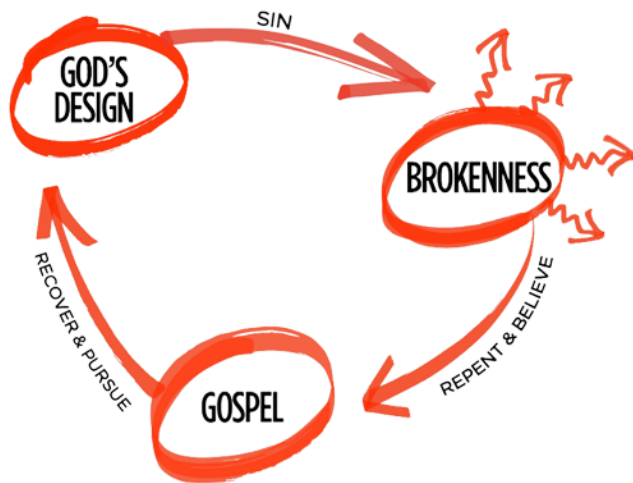 SIN
GOD'S
DESIGN
BROKENNESS
REPENT & BELIEVE
GOSPEL
RECOVER & PURSUE